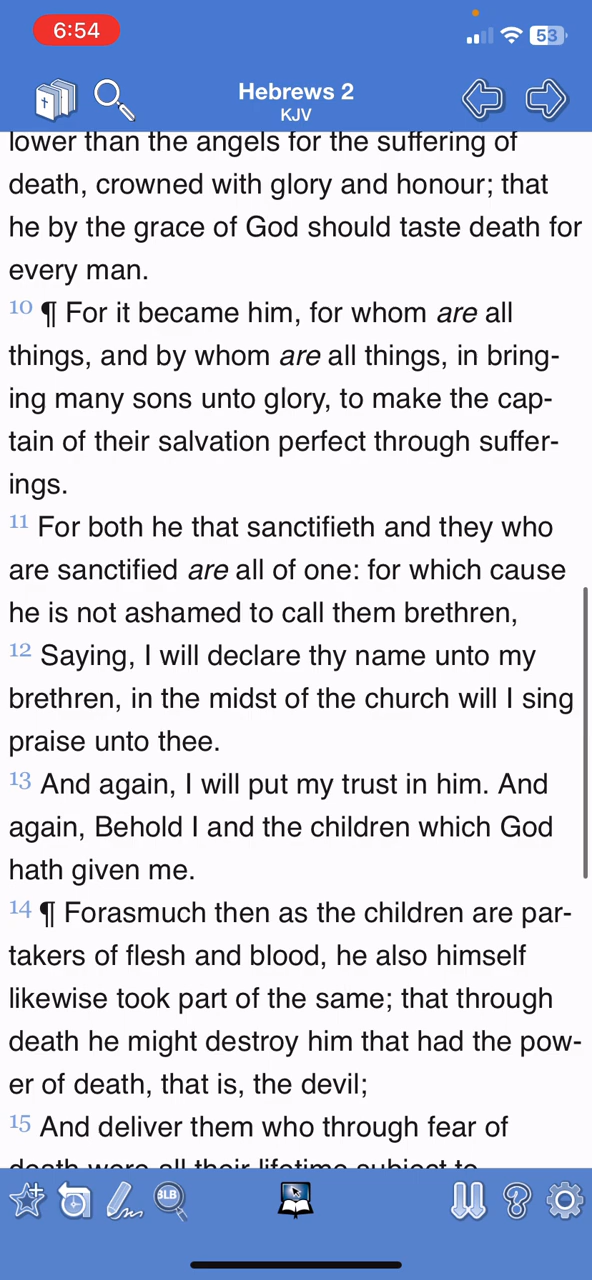 6:54
53
Hebrews 2
KJV
lower than the angels for the suffering of
death, crowned with glory and honour; that
he by the grace of God should taste death for
every man.
10 ¶ For it became him, for whom are all
things, and by whom are all things, in bring-
ing many sons unto glory, to make the cap-
tain of their salvation perfect through suffer-
ings.
11 For both he that sanctifieth and they who
are sanctified are all of one: for which cause
he is not ashamed to call them brethren,
12 Saying, I will declare thy name unto my
brethren, in the midst of the church will I sing
praise unto thee.
13 And again, I will put my trust in him. And
again, Behold I and the children which God
hath given me.
14 ¶ Forasmuch then as the children are par-
takers of flesh and blood, he also himself
likewise took part of the same; that through
death he might destroy him that had the pow-
er of death, that is, the devil;
15 And deliver them who through fear of
death were all their lifetime subject to
BLB